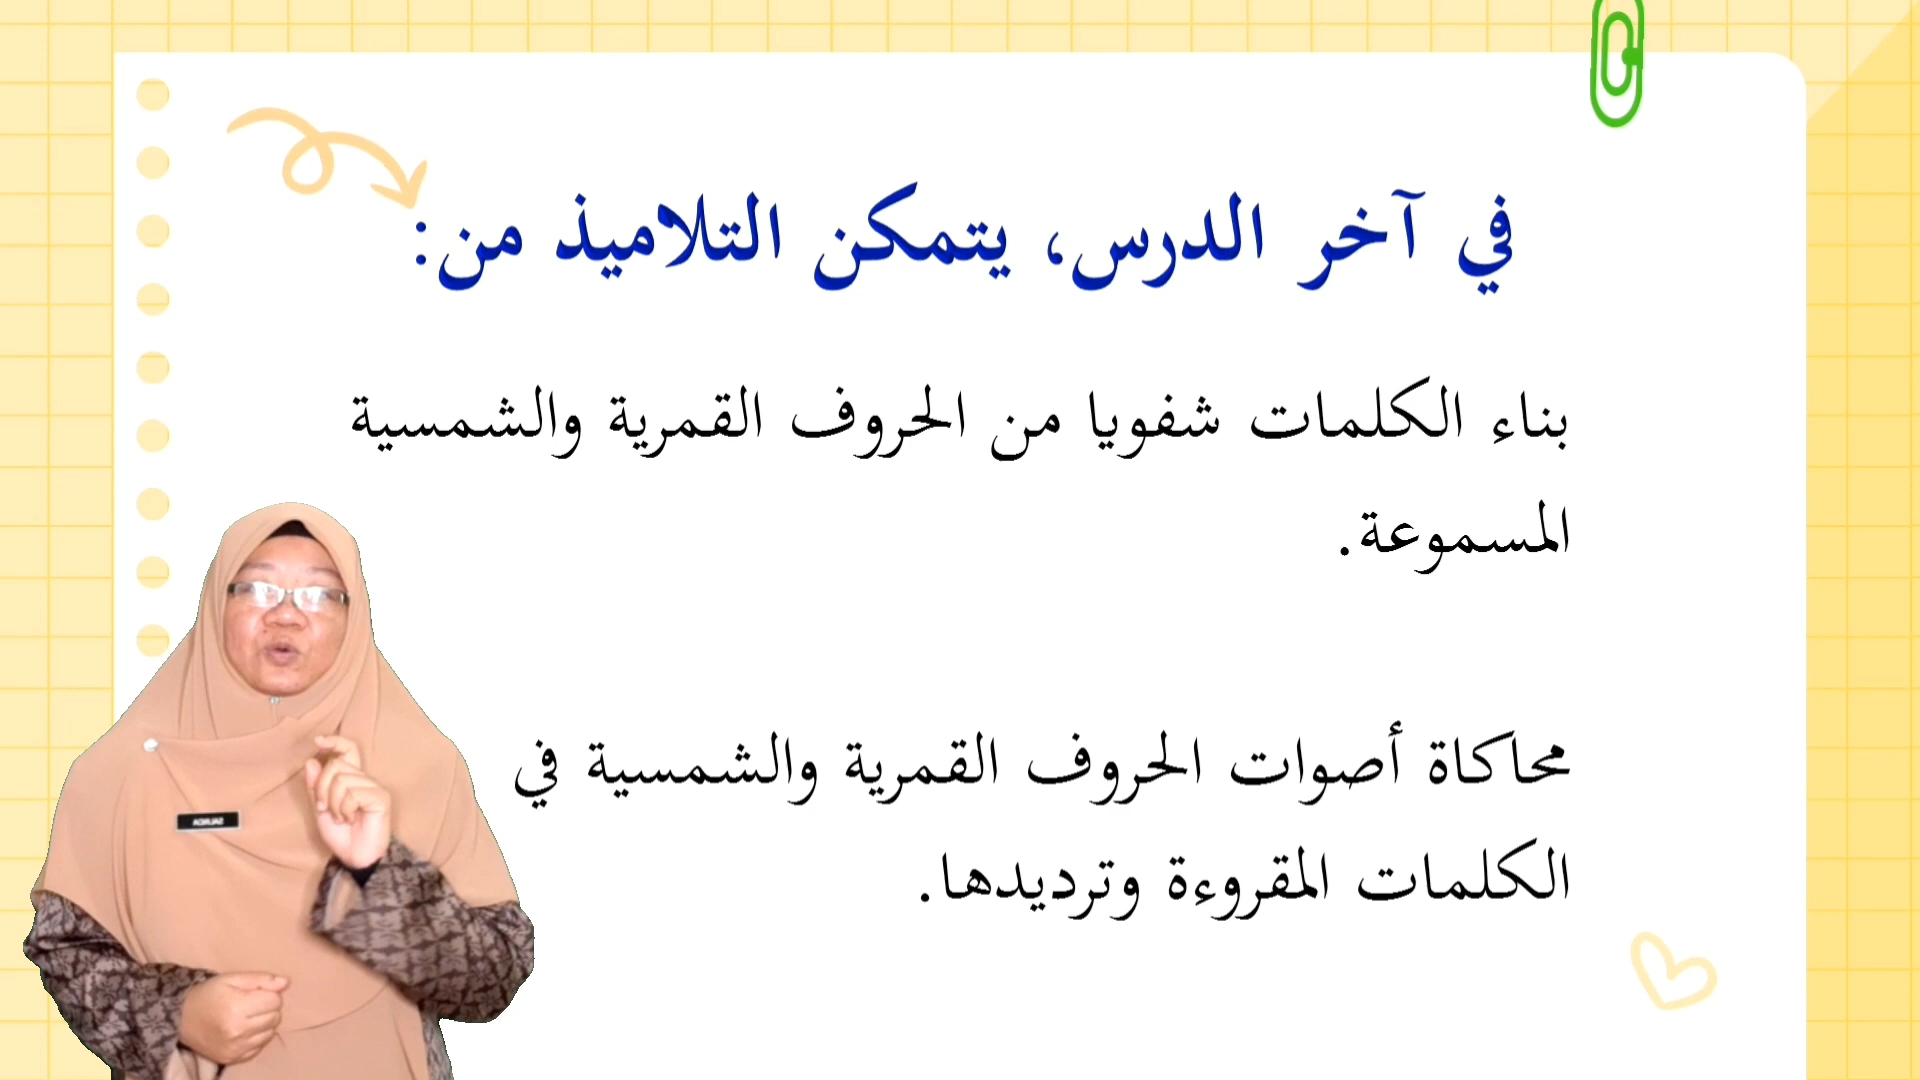 في آخر الدرس، يتمكن التلاميذ من:
بناء الكلمات شفويا من الحروف القمرية والشمسية
المسموعة.
محاكاة أصوات الحروف القمرية والشمسية في
الكلمات المقروءة وترديدها.